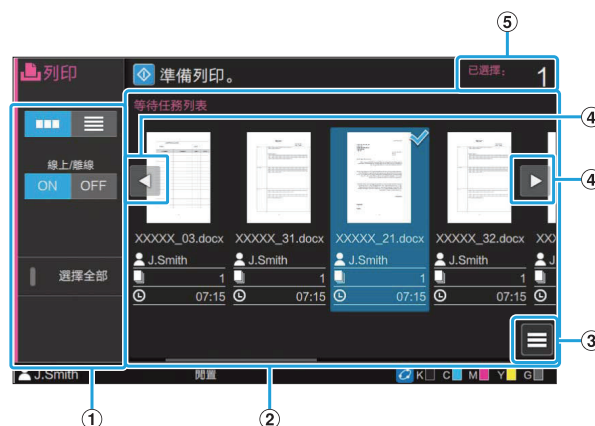 ⑤
列印
準備列印。
已選擇：
1
等待任務列表
④
線上/離線
ON OFF
④
XXXXX_03.docx XXXXX_31.docx XXXXX_21.docx XXXXX_32.docx XXX
J.Smith J.Smith J.Smith J.Smith J
選擇全部
1 1 1 1
07:15 07:15 07:15 07:15
③
J.Smith 閒置 K C M Y G
① ②